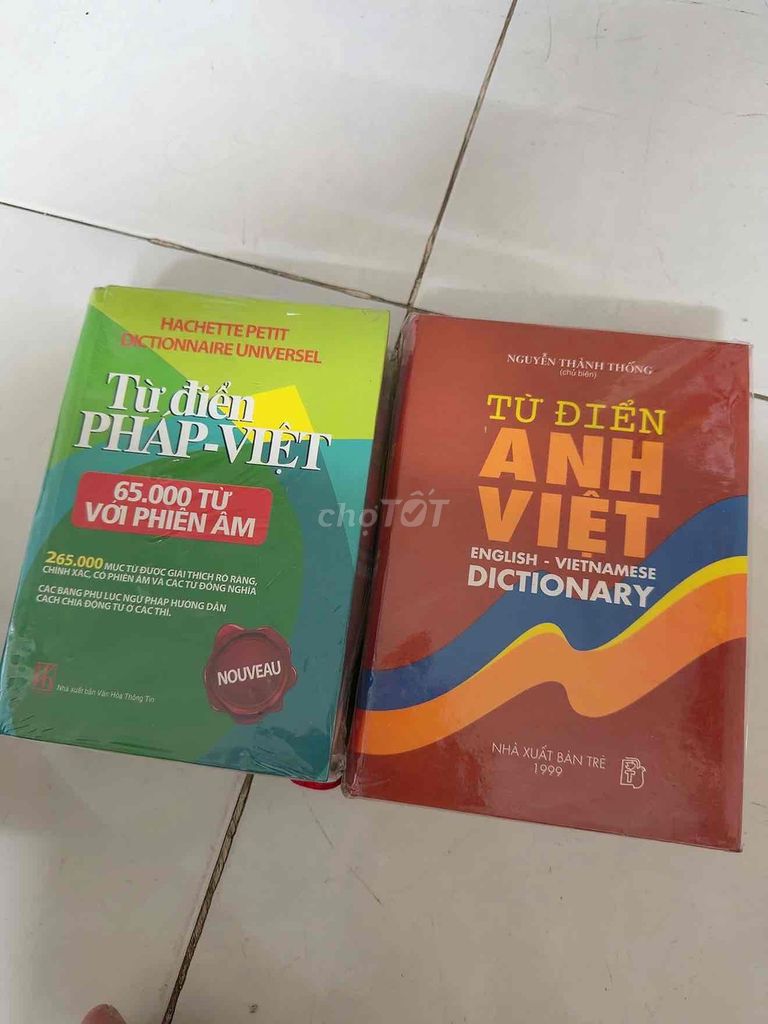 HACHETTE PETIT
DICTIONNAIRE UNIVERSEL
Từ điển
PHÁP-VIỆT
65.000 TỪ
VỚI PHIÊN ÂM
265.000 MỤC TỪ ĐƯỢC GIẢI THÍCH RÕ RÀNG,
CHÍNH XÁC, CÓ PHIÊN ÂM VÀ CÁC TỪ ĐỒNG NGHĨA
CÁC BẢNG PHỤ LỤC NGỮ PHÁP HƯỚNG DẪN
CÁCH CHIA ĐỘNG TỪ Ở CÁC THÌ.
NOUVEAU
Nhà xuất bản Văn Hóa Thông Tin
NGUYỄN THÀNH THỐNG
(chủ biên)
TỪ ĐIỂN
ANH
VIỆT
ENGLISH - VIETNAMESE
DICTIONARY
NHÀ XUẤT BẢN TRẺ
1999
chợTỐT